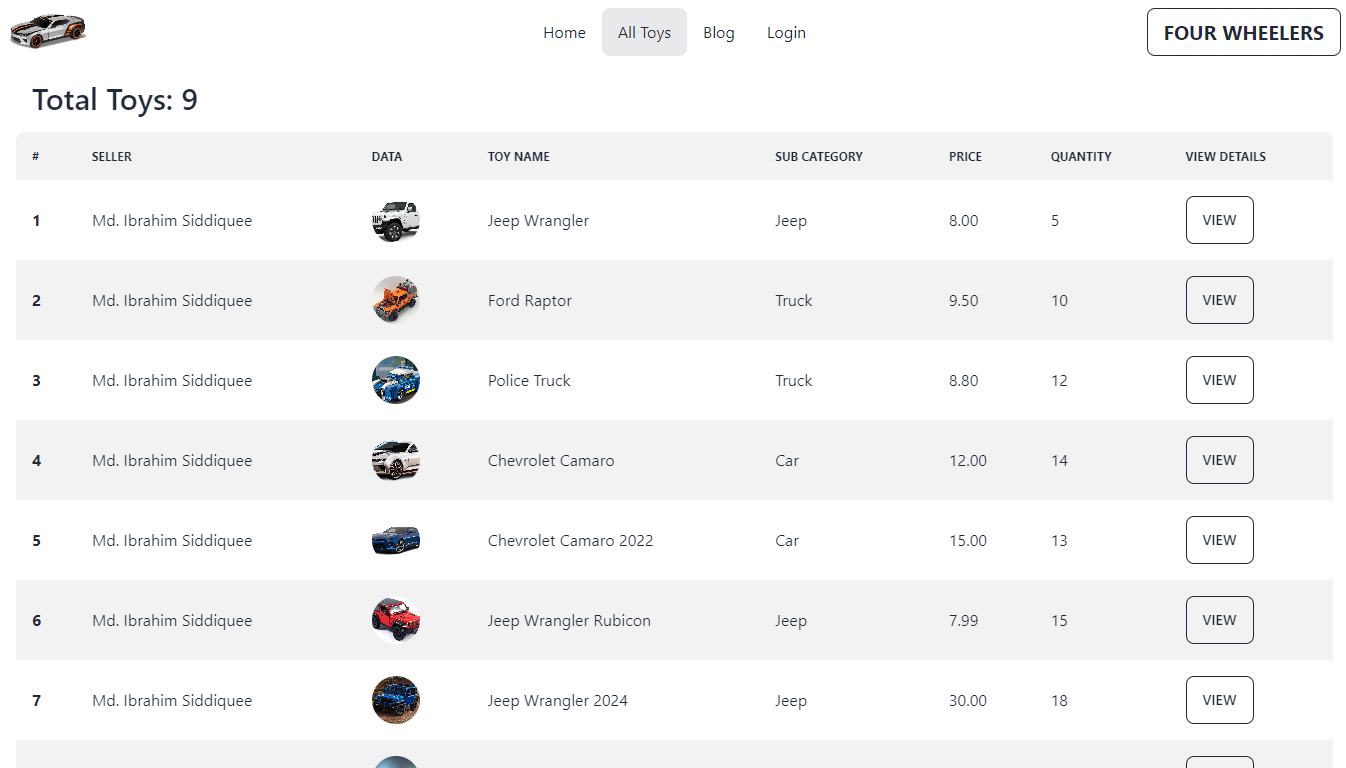 Home All Toys Blog Login FOUR WHEELERS
Total Toys: 9
# SELLER DATA TOY NAME SUB CATEGORY PRICE QUANTITY VIEW DETAILS
1 Md. Ibrahim Siddiquee Jeep Wrangler Jeep 8.00 5 VIEW
2 Md. Ibrahim Siddiquee Ford Raptor Truck 9.50 10 VIEW
3 Md. Ibrahim Siddiquee Police Truck Truck 8.80 12 VIEW
4 Md. Ibrahim Siddiquee Chevrolet Camaro Car 12.00 14 VIEW
5 Md. Ibrahim Siddiquee Chevrolet Camaro 2022 Car 15.00 13 VIEW
6 Md. Ibrahim Siddiquee Jeep Wrangler Rubicon Jeep 7.99 15 VIEW
7 Md. Ibrahim Siddiquee Jeep Wrangler 2024 Jeep 30.00 18 VIEW